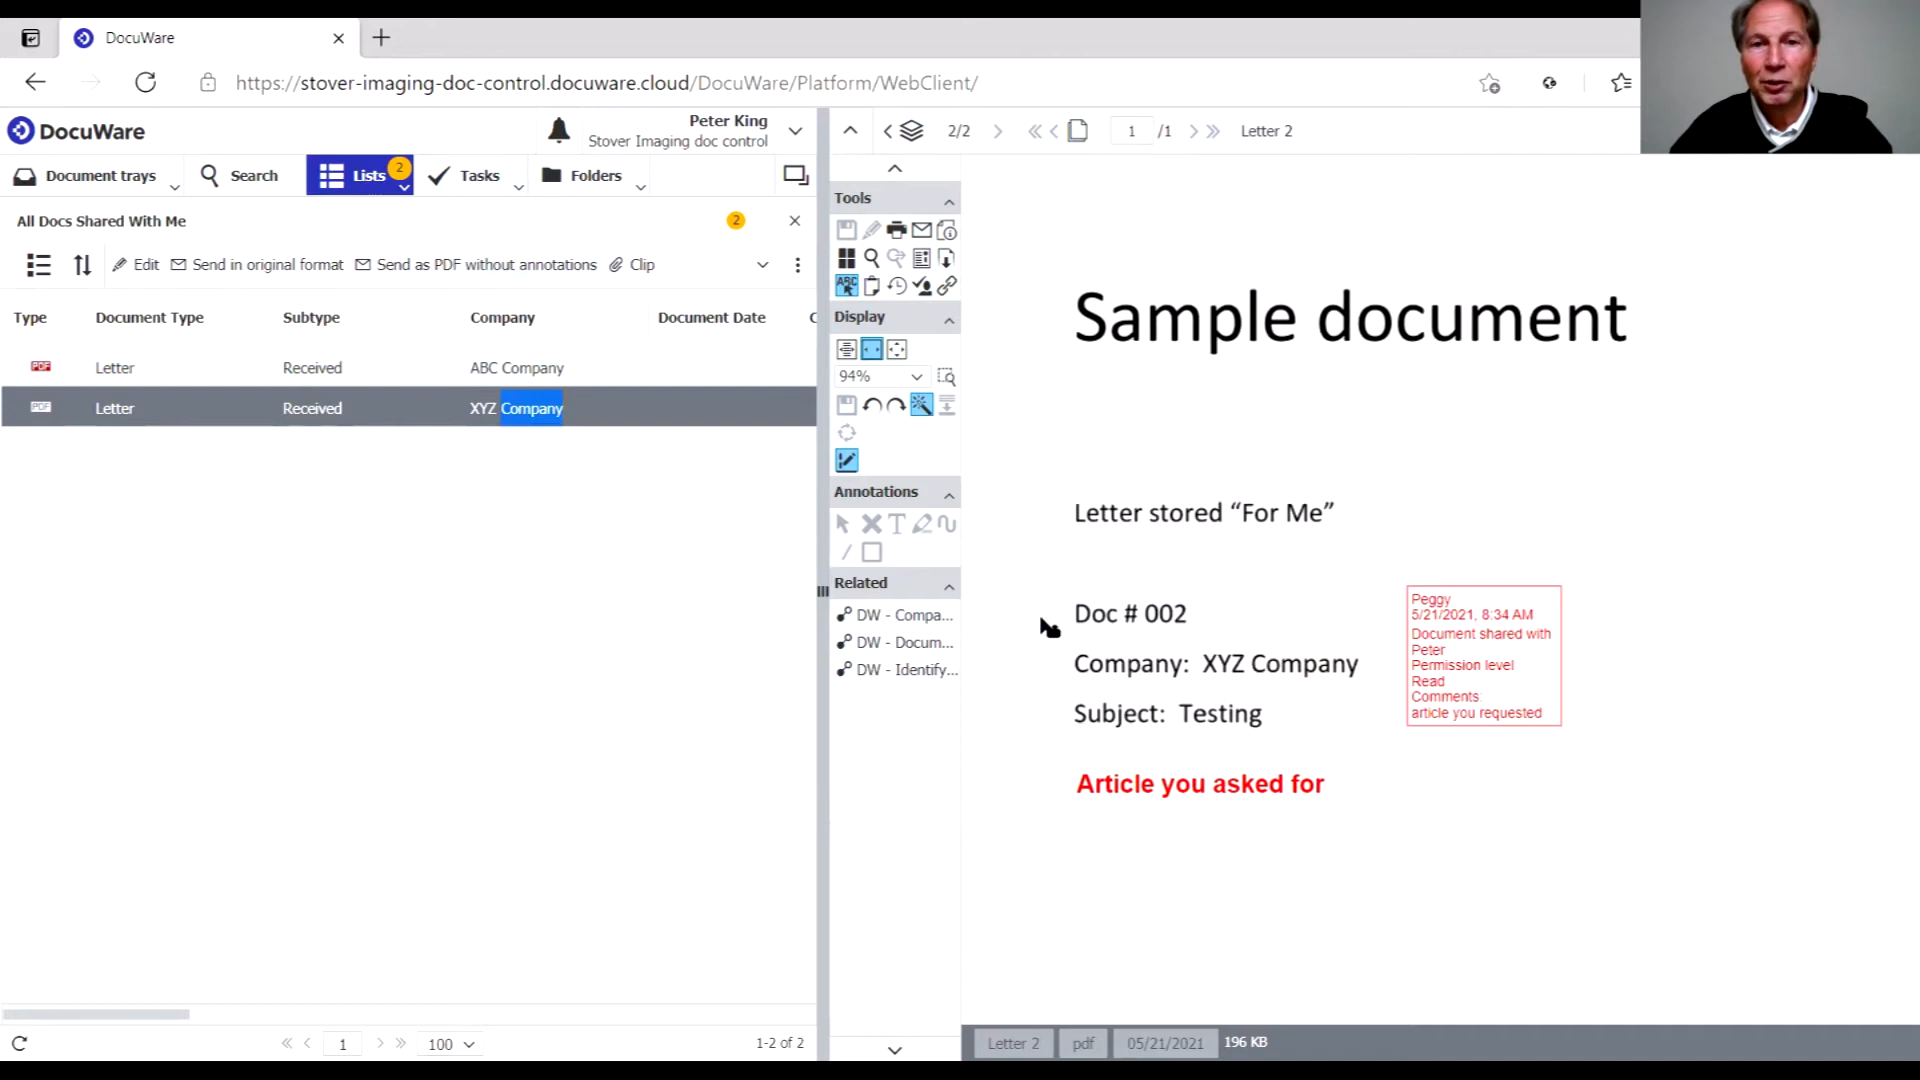 DocuWare
https://stover-imaging-doc-control.docuware.cloud/DocuWare/Platform/WebClient/
DocuWare
Peter King
Stover Imaging doc control
Document trays
Search
Lists
2
Tasks
Folders
All Docs Shared With Me
2
Edit
Send in original format
Send as PDF without annotations
Clip
Type Document Type Subtype Company Document Date C
PDF Letter Received ABC Company
PDF Letter Received XYZ Company
1
100
1-2 of 2
2/2
1 /1
Letter 2
Tools
ABC
Display
94%
Annotations
T
Related
DW - Compa...
DW - Docum...
DW - Identify...
Sample document
Letter stored “For Me”
Doc # 002
Company: XYZ Company
Subject: Testing
Article you asked for
Peggy
5/21/2021, 8:34 AM
Document shared with
Peter
Permission level
Read
Comments:
article you requested
Letter 2
pdf
05/21/2021
196 KB